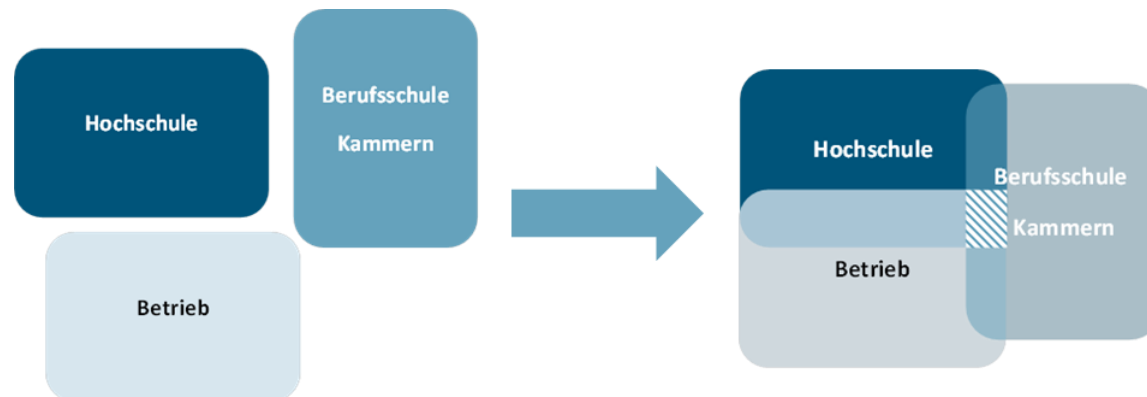 Hochschule
Berufsschule
Kammern
Betrieb
Hochschule
Berufsschule
Kammern
Betrieb